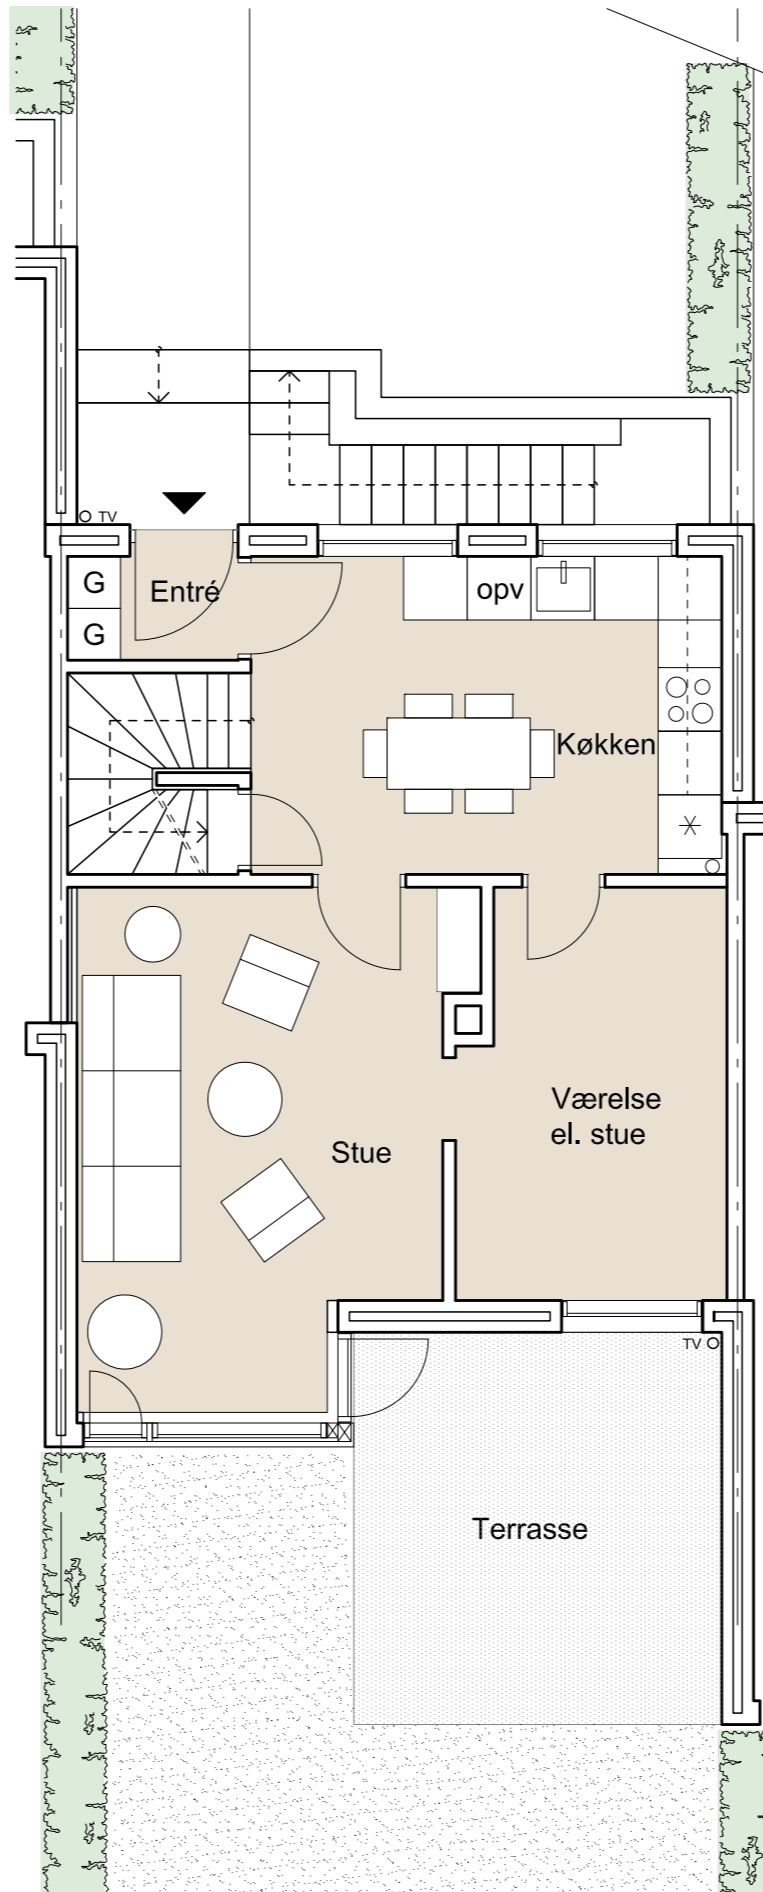 TV
G
Entré
opv
G
Køkken
Værelse
el. stue
Stue
TV
Terrasse